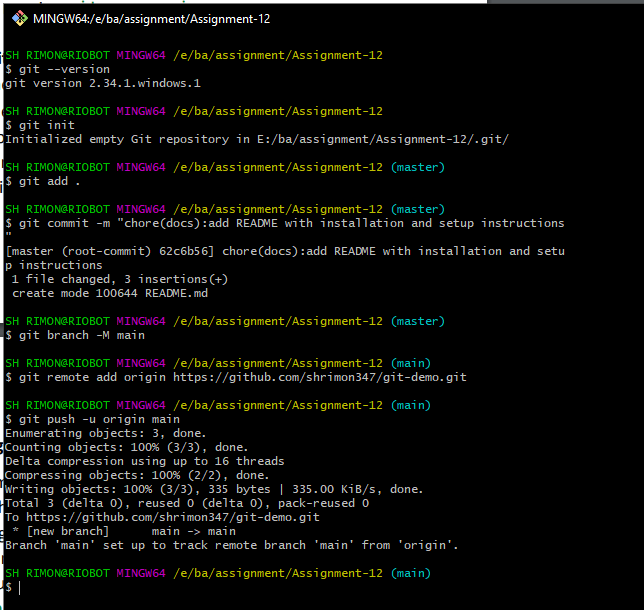 MINGW64:/e/ba/assignment/Assignment-12
SH RIMON@RIOBOT MINGW64 /e/ba/assignment/Assignment-12
$ git --version
git version 2.34.1.windows.1
SH RIMON@RIOBOT MINGW64 /e/ba/assignment/Assignment-12
$ git init
Initialized empty Git repository in E:/ba/assignment/Assignment-12/.git/
SH RIMON@RIOBOT MINGW64 /e/ba/assignment/Assignment-12 (master)
$ git add .
SH RIMON@RIOBOT MINGW64 /e/ba/assignment/Assignment-12 (master)
$ git commit -m "chore(docs):add README with installation and setup instructions
"
[master (root-commit) 62c6b56] chore(docs):add README with installation and setu
p instructions
 1 file changed, 3 insertions(+)
 create mode 100644 README.md
SH RIMON@RIOBOT MINGW64 /e/ba/assignment/Assignment-12 (master)
$ git branch -M main
SH RIMON@RIOBOT MINGW64 /e/ba/assignment/Assignment-12 (main)
$ git remote add origin https://github.com/shrimon347/git-demo.git
SH RIMON@RIOBOT MINGW64 /e/ba/assignment/Assignment-12 (main)
$ git push -u origin main
Enumerating objects: 3, done.
Counting objects: 100% (3/3), done.
Delta compression using up to 16 threads
Compressing objects: 100% (2/2), done.
Writing objects: 100% (3/3), 335 bytes | 335.00 KiB/s, done.
Total 3 (delta 0), reused 0 (delta 0), pack-reused 0
To https://github.com/shrimon347/git-demo.git
 * [new branch]      main -> main
Branch 'main' set up to track remote branch 'main' from 'origin'.
SH RIMON@RIOBOT MINGW64 /e/ba/assignment/Assignment-12 (main)
$